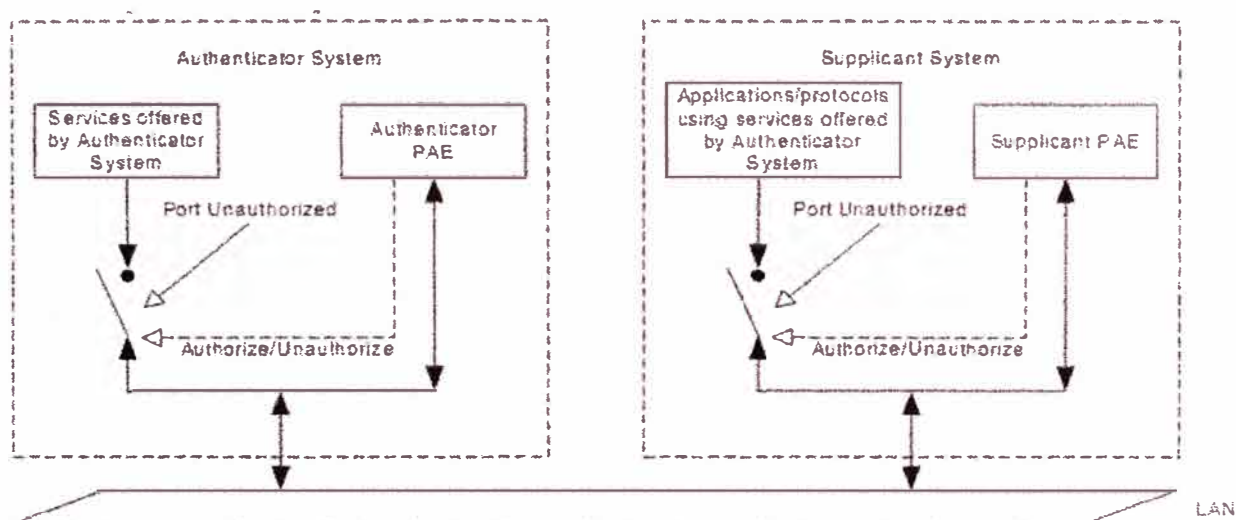 Authenticator System
Services offered
by Authenticator
System
Authenticator
PAE
Port Unauthorized
Authorize/Unauthorize
Supplicant System
Applications/protocols
using services offered
by Authenticator
System
Supplicant PAE
Port Unauthorized
Authorize/Unauthorize
LAN